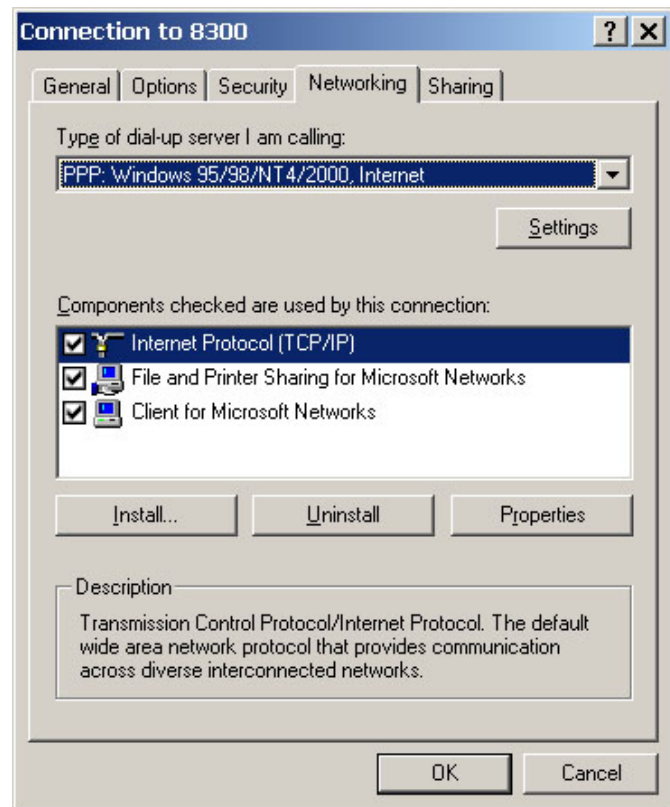 Connection to 8300
General Options Security Networking Sharing
Type of dial-up server I am calling:
PPP: Windows 95/98/NT4/2000, Internet
Settings
Components checked are used by this connection:
Internet Protocol (TCP/IP)
File and Printer Sharing for Microsoft Networks
Client for Microsoft Networks
Install... Uninstall Properties
Description
Transmission Control Protocol/Internet Protocol. The default
wide area network protocol that provides communication
across diverse interconnected networks.
OK Cancel